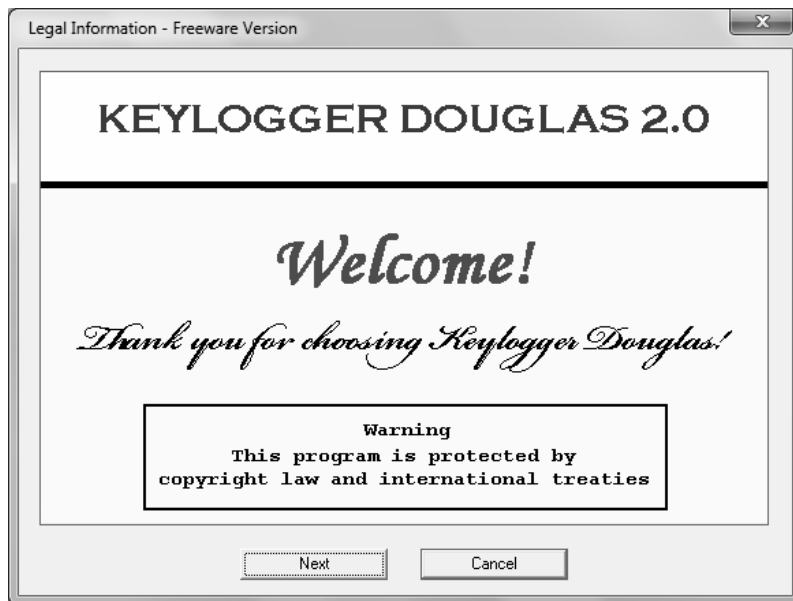 Legal Information - Freeware Version
KEYLOGGER DOUGLAS 2.0
Welcome!
Thank you for choosing Keylogger Douglas!
Warning
This program is protected by
copyright law and international treaties
Next
Cancel